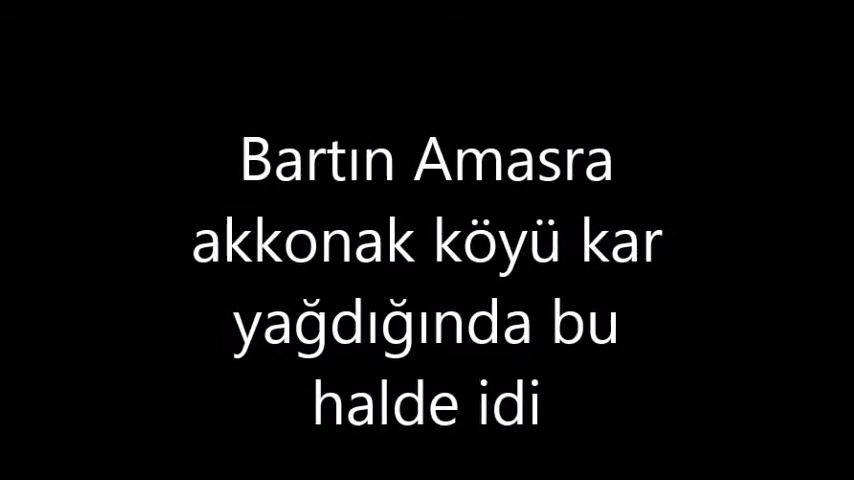 Bartın Amasra
akkonak köyü kar
yağdığında bu
halde idi